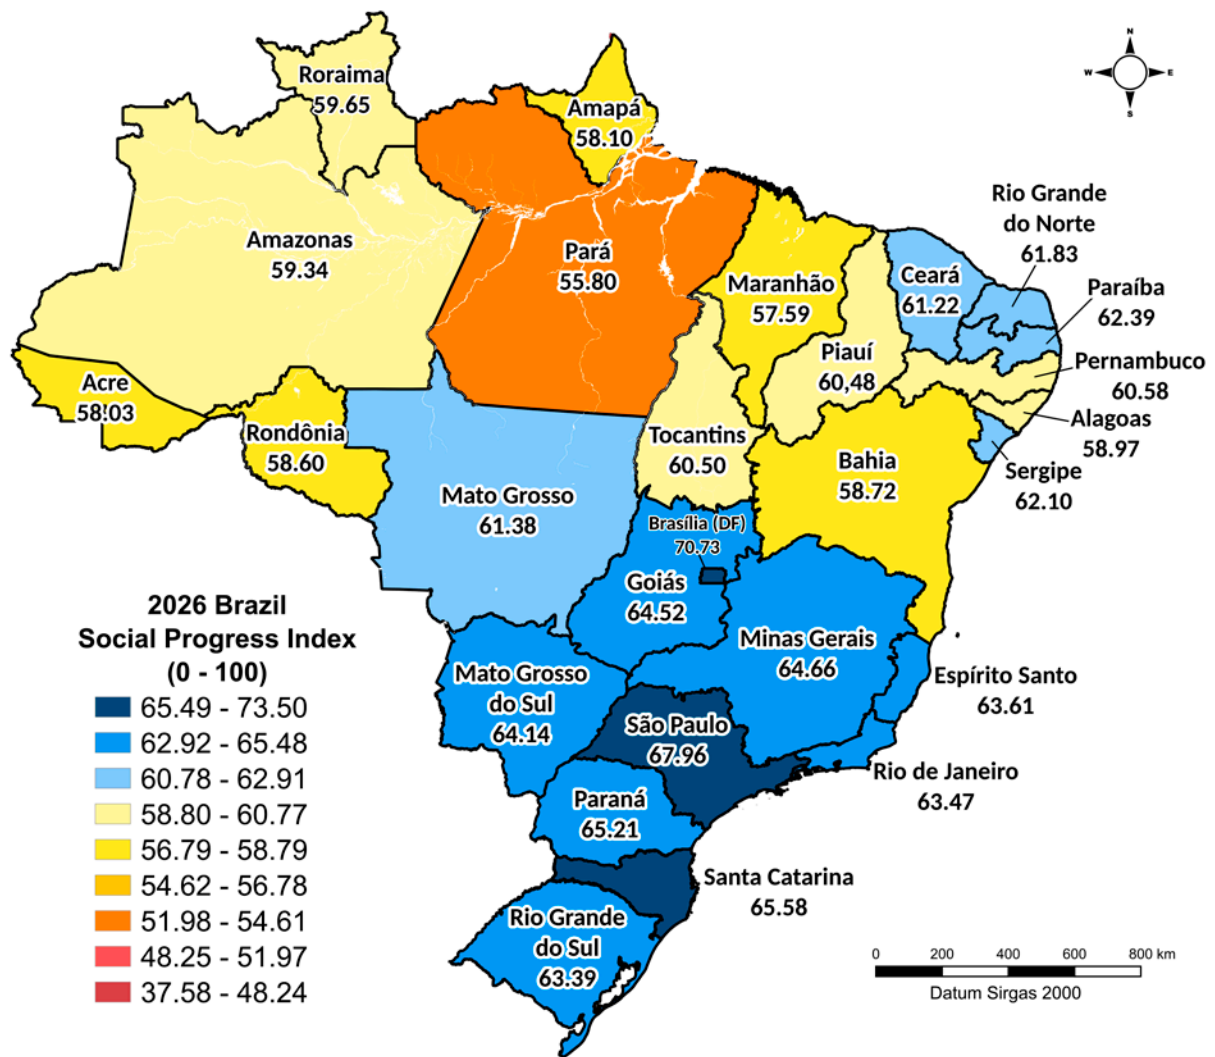 N
W
E
S
Roraima
59.65
Amapá
58.10
Rio Grande
do Norte
61.83
Amazonas
59.34
Pará
55.80
Maranhão
57.59
Ceará
61.22
Paraíba
62.39
Piauí
60,48
Pernambuco
60.58
Acre
58.03
Rondônia
58.60
Tocantins
60.50
Alagoas
58.97
Bahia
58.72
Sergipe
62.10
Mato Grosso
61.38
Brasília (DF)
70.73
Goiás
64.52
Minas Gerais
64.66
Espírito Santo
63.61
Mato Grosso
do Sul
64.14
São Paulo
67.96
Rio de Janeiro
63.47
Paraná
65.21
Santa Catarina
65.58
Rio Grande
do Sul
63.39
2026 Brazil
Social Progress Index
(0 - 100)
65.49 - 73.50
62.92 - 65.48
60.78 - 62.91
58.80 - 60.77
56.79 - 58.79
54.62 - 56.78
51.98 - 54.61
48.25 - 51.97
37.58 - 48.24
0 200 400 600 800 km
Datum Sirgas 2000